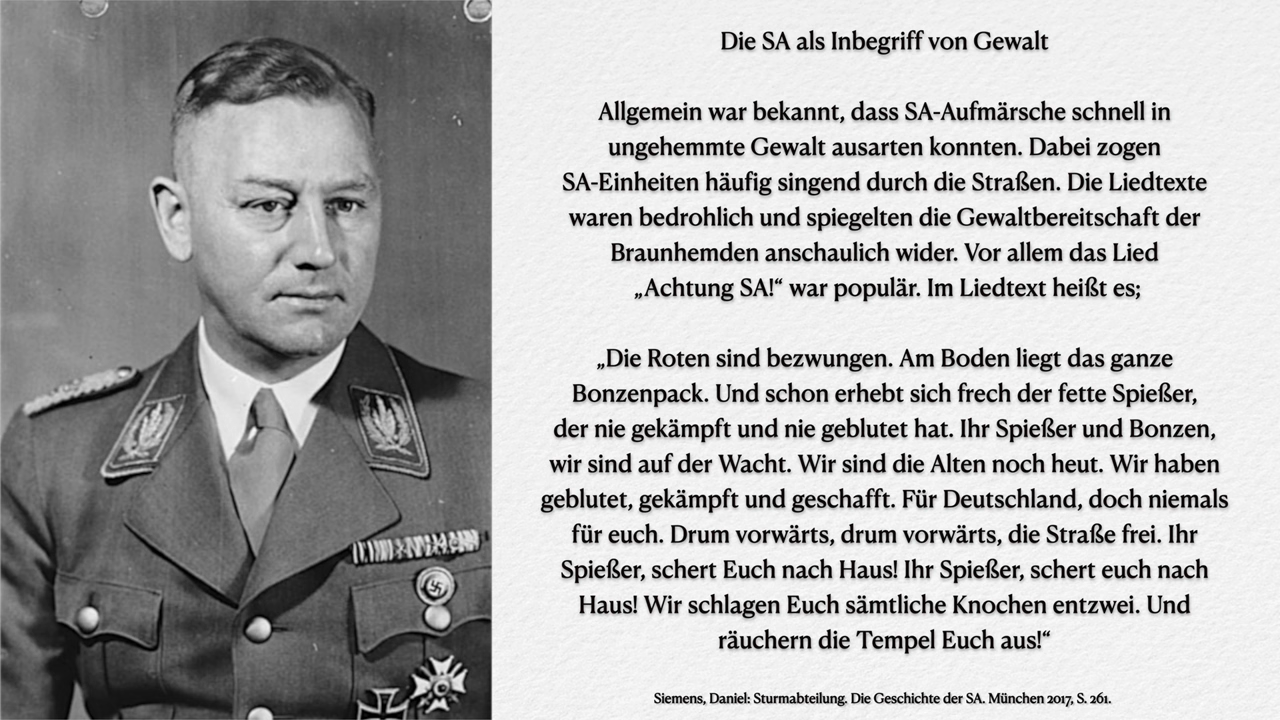 Die SA als Inbegriff von Gewalt
Allgemein war bekannt, dass SA-Aufmärsche schnell in
ungehemmte Gewalt ausarten konnten. Dabei zogen
SA-Einheiten häufig singend durch die Straßen. Die Liedtexte
waren bedrohlich und spiegelten die Gewaltbereitschaft der
Braunhemden anschaulich wider. Vor allem das Lied
„Achtung SA!“ war populär. Im Liedtext heißt es;
„Die Roten sind bezwungen. Am Boden liegt das ganze
Bonzenpack. Und schon erhebt sich frech der fette Spießer,
der nie gekämpft und nie geblutet hat. Ihr Spießer und Bonzen,
wir sind auf der Wacht. Wir sind die Alten noch heut. Wir haben
geblutet, gekämpft und geschafft. Für Deutschland, doch niemals
für euch. Drum vorwärts, drum vorwärts, die Straße frei. Ihr
Spießer, schert Euch nach Haus! Ihr Spießer, schert euch nach
Haus! Wir schlagen Euch sämtliche Knochen entzwei. Und
räuchern die Tempel Euch aus!“
Siemens, Daniel: Sturmabteilung. Die Geschichte der SA. München 2017, S. 261.